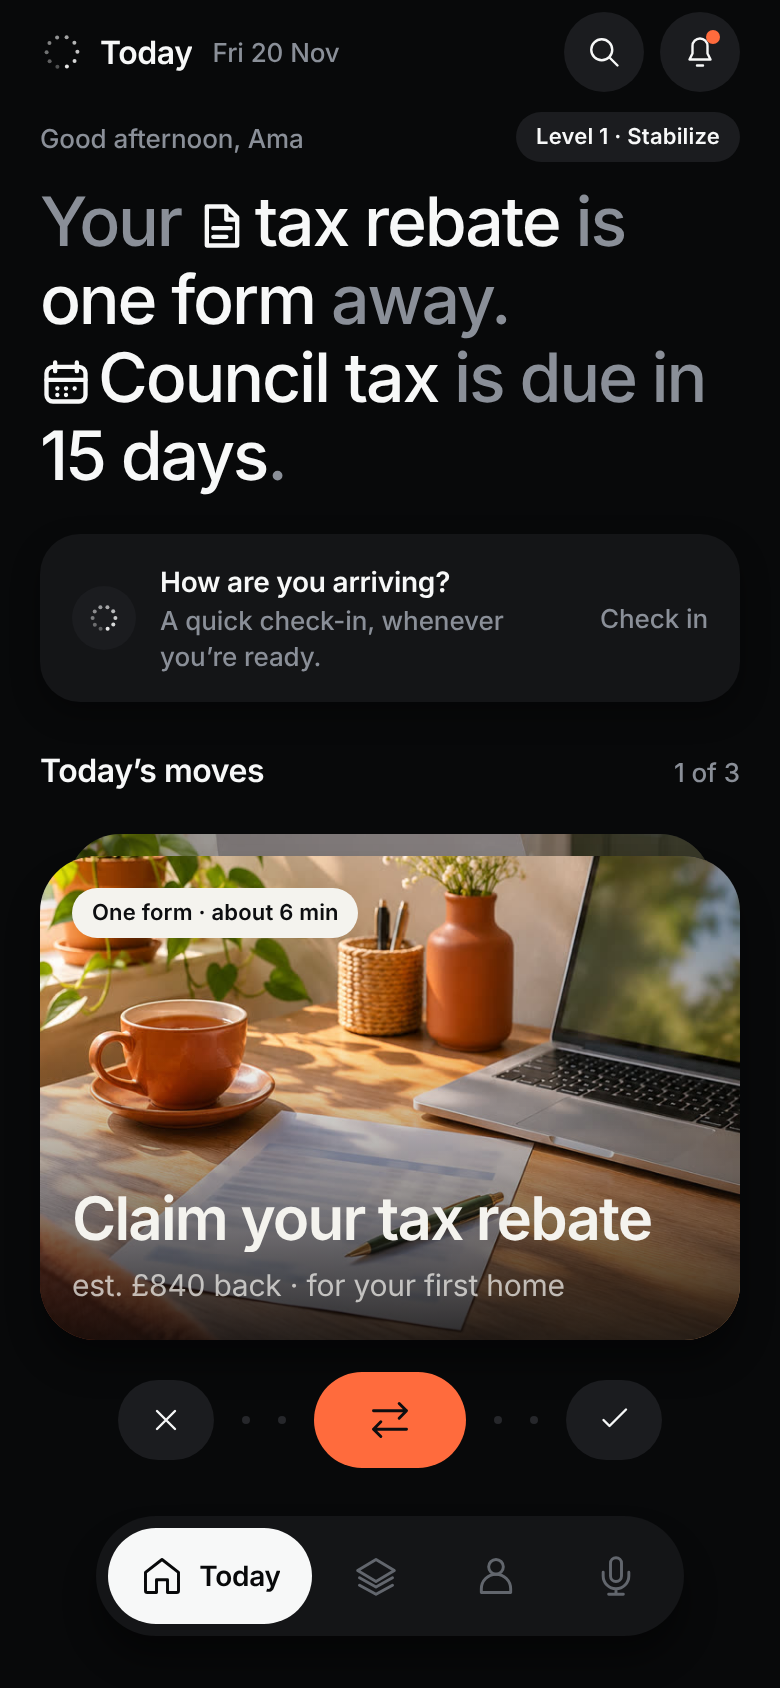 Today Fri 20 Nov
Good afternoon, Ama
Level 1 · Stabilize
Your tax rebate is
one form away.
Council tax is due in
15 days.
How are you arriving?
A quick check-in, whenever
you’re ready.
Check in
Today’s moves
1 of 3
One form · about 6 min
Claim your tax rebate
est. £840 back · for your first home
Today